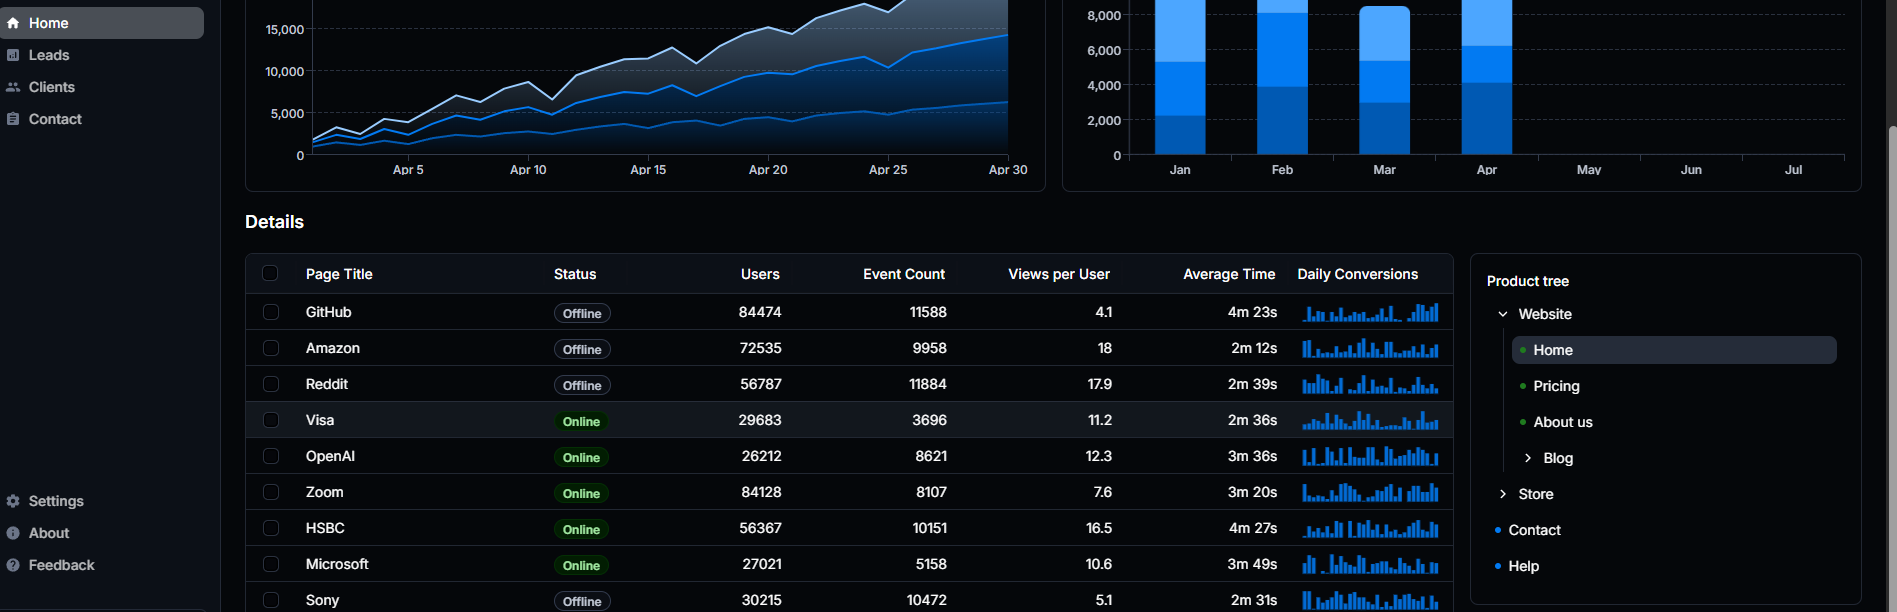 Home
Leads
Clients
Contact
Settings
About
Feedback
15,000
10,000
5,000
0
Apr 5 Apr 10 Apr 15 Apr 20 Apr 25 Apr 30
8,000
6,000
4,000
2,000
0
Jan Feb Mar Apr May Jun Jul
Details
Page Title Status Users Event Count Views per User Average Time Daily Conversions
GitHub Offline 84474 11588 4.1 4m 23s
Amazon Offline 72535 9958 18 2m 12s
Reddit Offline 56787 11884 17.9 2m 39s
Visa Online 29683 3696 11.2 2m 36s
OpenAI Online 26212 8621 12.3 3m 36s
Zoom Online 84128 8107 7.6 3m 20s
HSBC Online 56367 10151 16.5 4m 27s
Microsoft Online 27021 5158 10.6 3m 49s
Sony Offline 30215 10472 5.1 2m 31s
Product tree
Website
Home
Pricing
About us
Blog
Store
Contact
Help